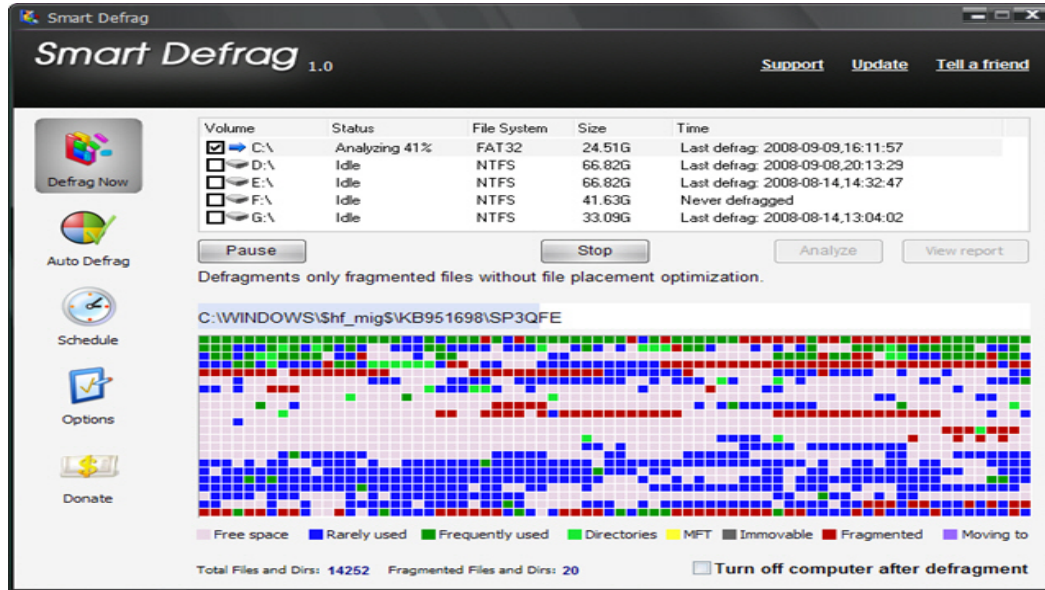 Smart Defrag
Smart Defrag 1.0
Support Update Tell a friend
Volume Status File System Size Time
C:\ Analyzing 41% FAT32 24.51G Last defrag: 2008-09-09,16:11:57
D:\ Idle NTFS 66.82G Last defrag: 2008-09-08,20:13:29
E:\ Idle NTFS 66.82G Last defrag: 2008-08-14,14:32:47
F:\ Idle NTFS 41.63G Never defragged
G:\ Idle NTFS 33.09G Last defrag: 2008-08-14,13:04:02
Defrag Now
Auto Defrag
Schedule
Options
Donate
Pause Stop Analyze View report
Defragments only fragmented files without file placement optimization.
C:\WINDOWS\$hf_mig$\KB951698\SP3QFE
Free space Rarely used Frequently used Directories MFT Immovable Fragmented Moving to
Total Files and Dirs: 14252 Fragmented Files and Dirs: 20 Turn off computer after defragment